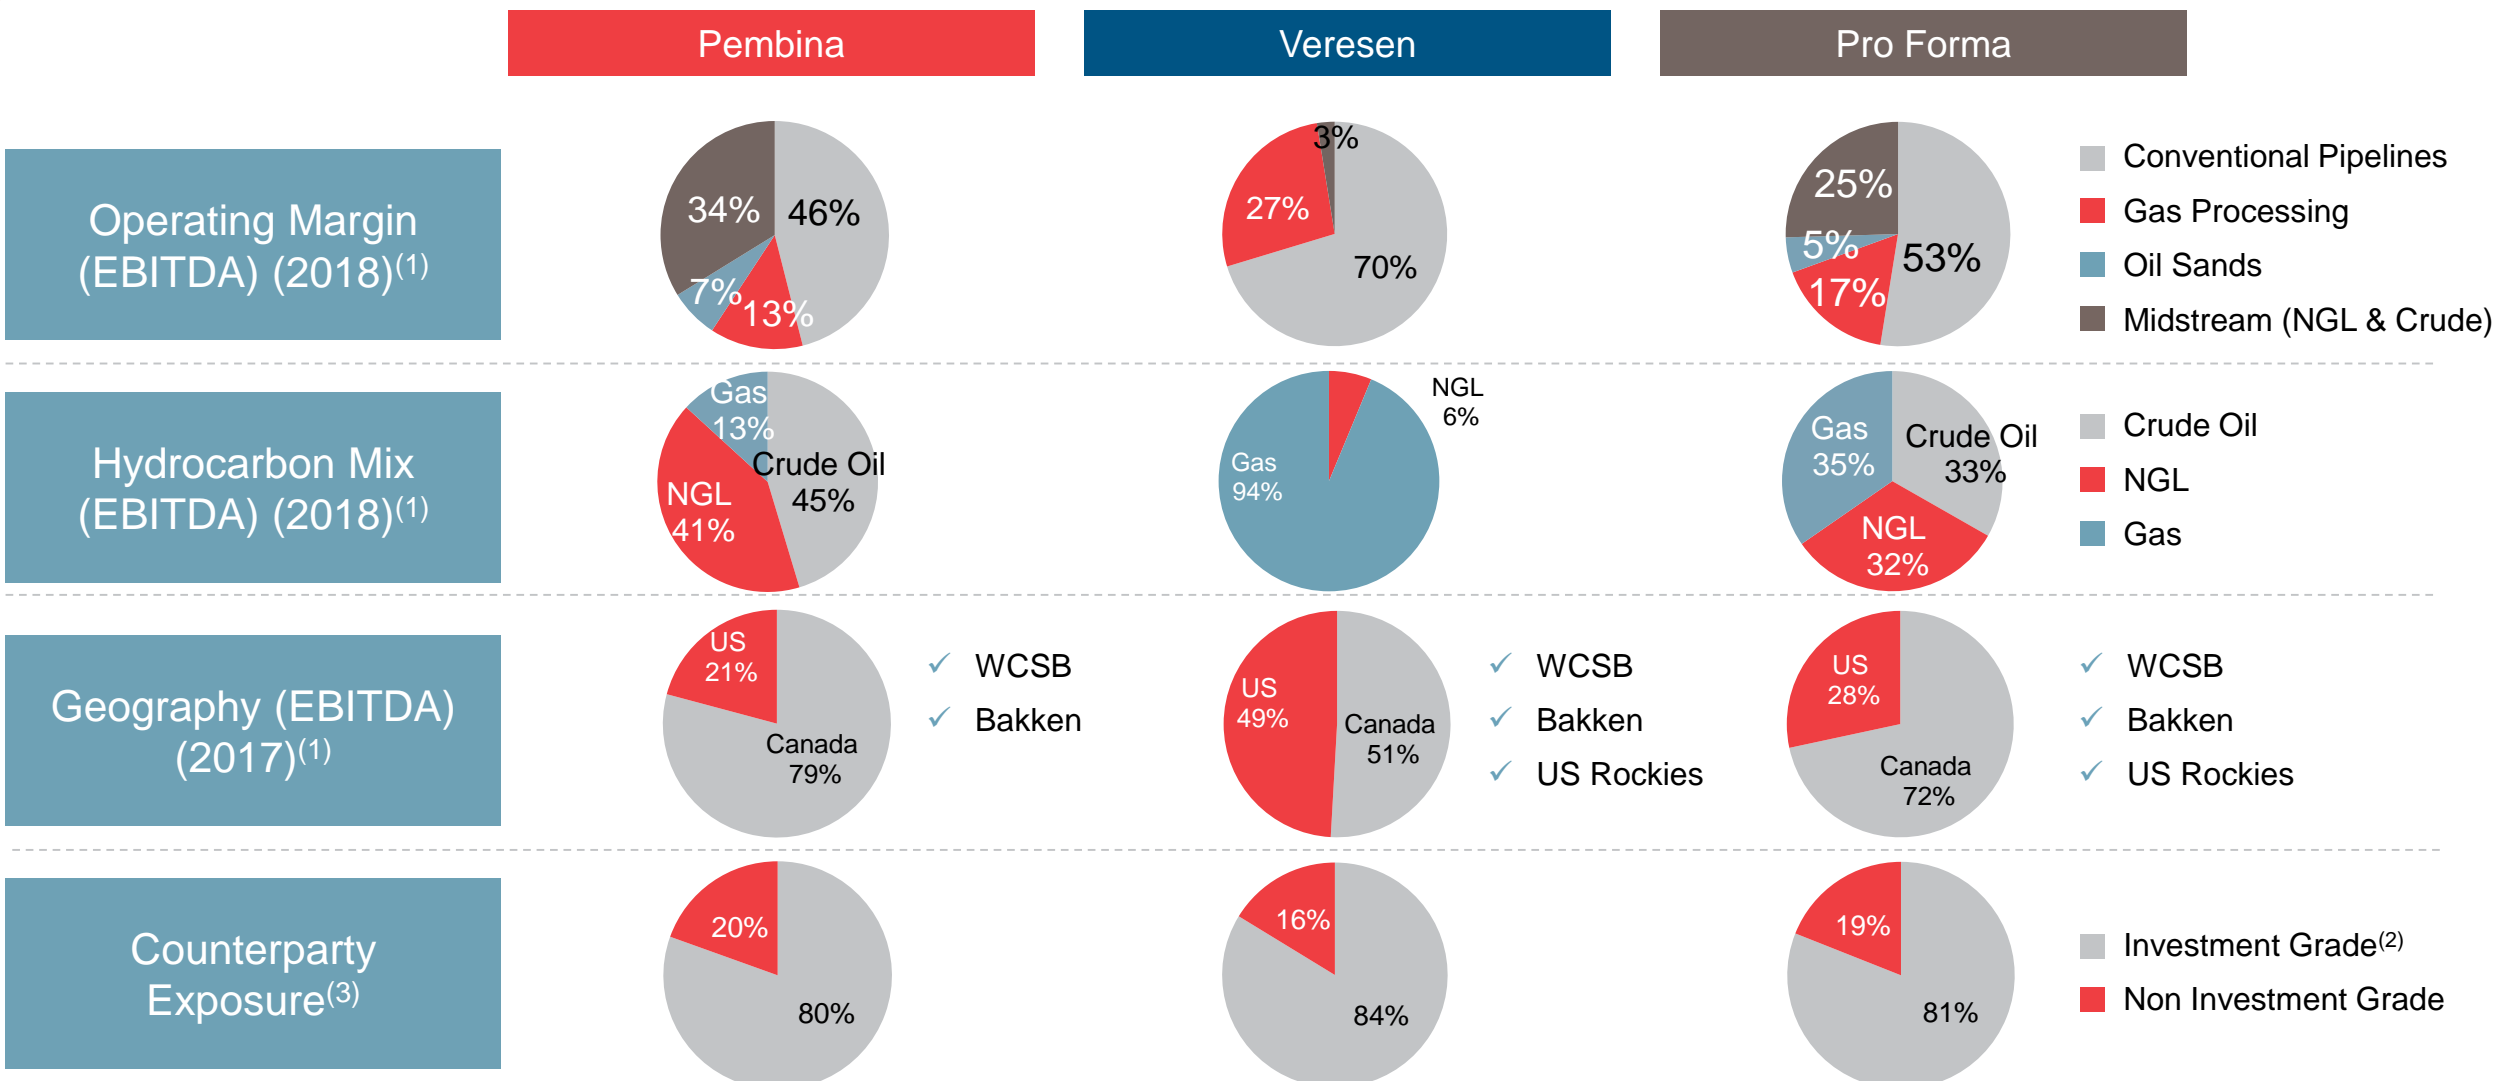 Pembina
Veresen
Pro Forma
Operating Margin
(EBITDA) (2018)(1)
34%
46%
7%
13%
3%
27%
70%
25%
5%
53%
17%
Conventional Pipelines
Gas Processing
Oil Sands
Midstream (NGL & Crude)
Hydrocarbon Mix
(EBITDA) (2018)(1)
Gas
13%
Crude Oil
45%
NGL
41%
NGL
6%
Gas
94%
Gas
35%
Crude Oil
33%
NGL
32%
Crude Oil
NGL
Gas
Geography (EBITDA)
(2017)(1)
US
21%
Canada
79%
WCSB
Bakken
US
49%
Canada
51%
WCSB
Bakken
US Rockies
US
28%
Canada
72%
WCSB
Bakken
US Rockies
Counterparty
Exposure(3)
20%
80%
16%
84%
19%
81%
Investment Grade(2)
Non Investment Grade